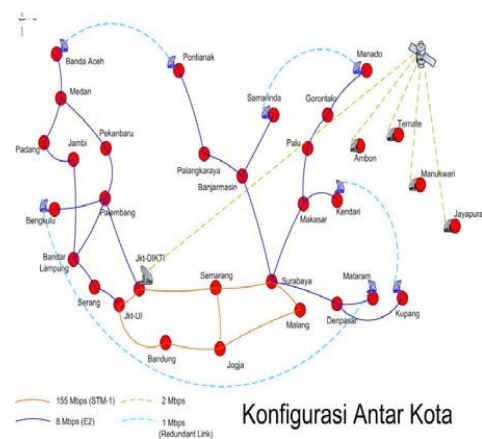 Banda Aceh
Pontianak
Manado
Medan
Samarinda
Gorontalo
Padang
Jambi
Pekanbaru
Palu
Ternate
Ambon
Palangkaraya
Banjarmasin
Manukwari
Bengkulu
Palembang
Makasar
Kendari
Jayapura
Bandar
Lampung
Jkt-DIKTI
Semarang
Surabaya
Mataram
Serang
Jkt-UI
Malang
Denpasar
Kupang
Bandung
Jogja
155 Mbps (STM-1)
2 Mbps
8 Mbps (E2)
1 Mbps
(Redundant Link)
Konfigurasi Antar Kota